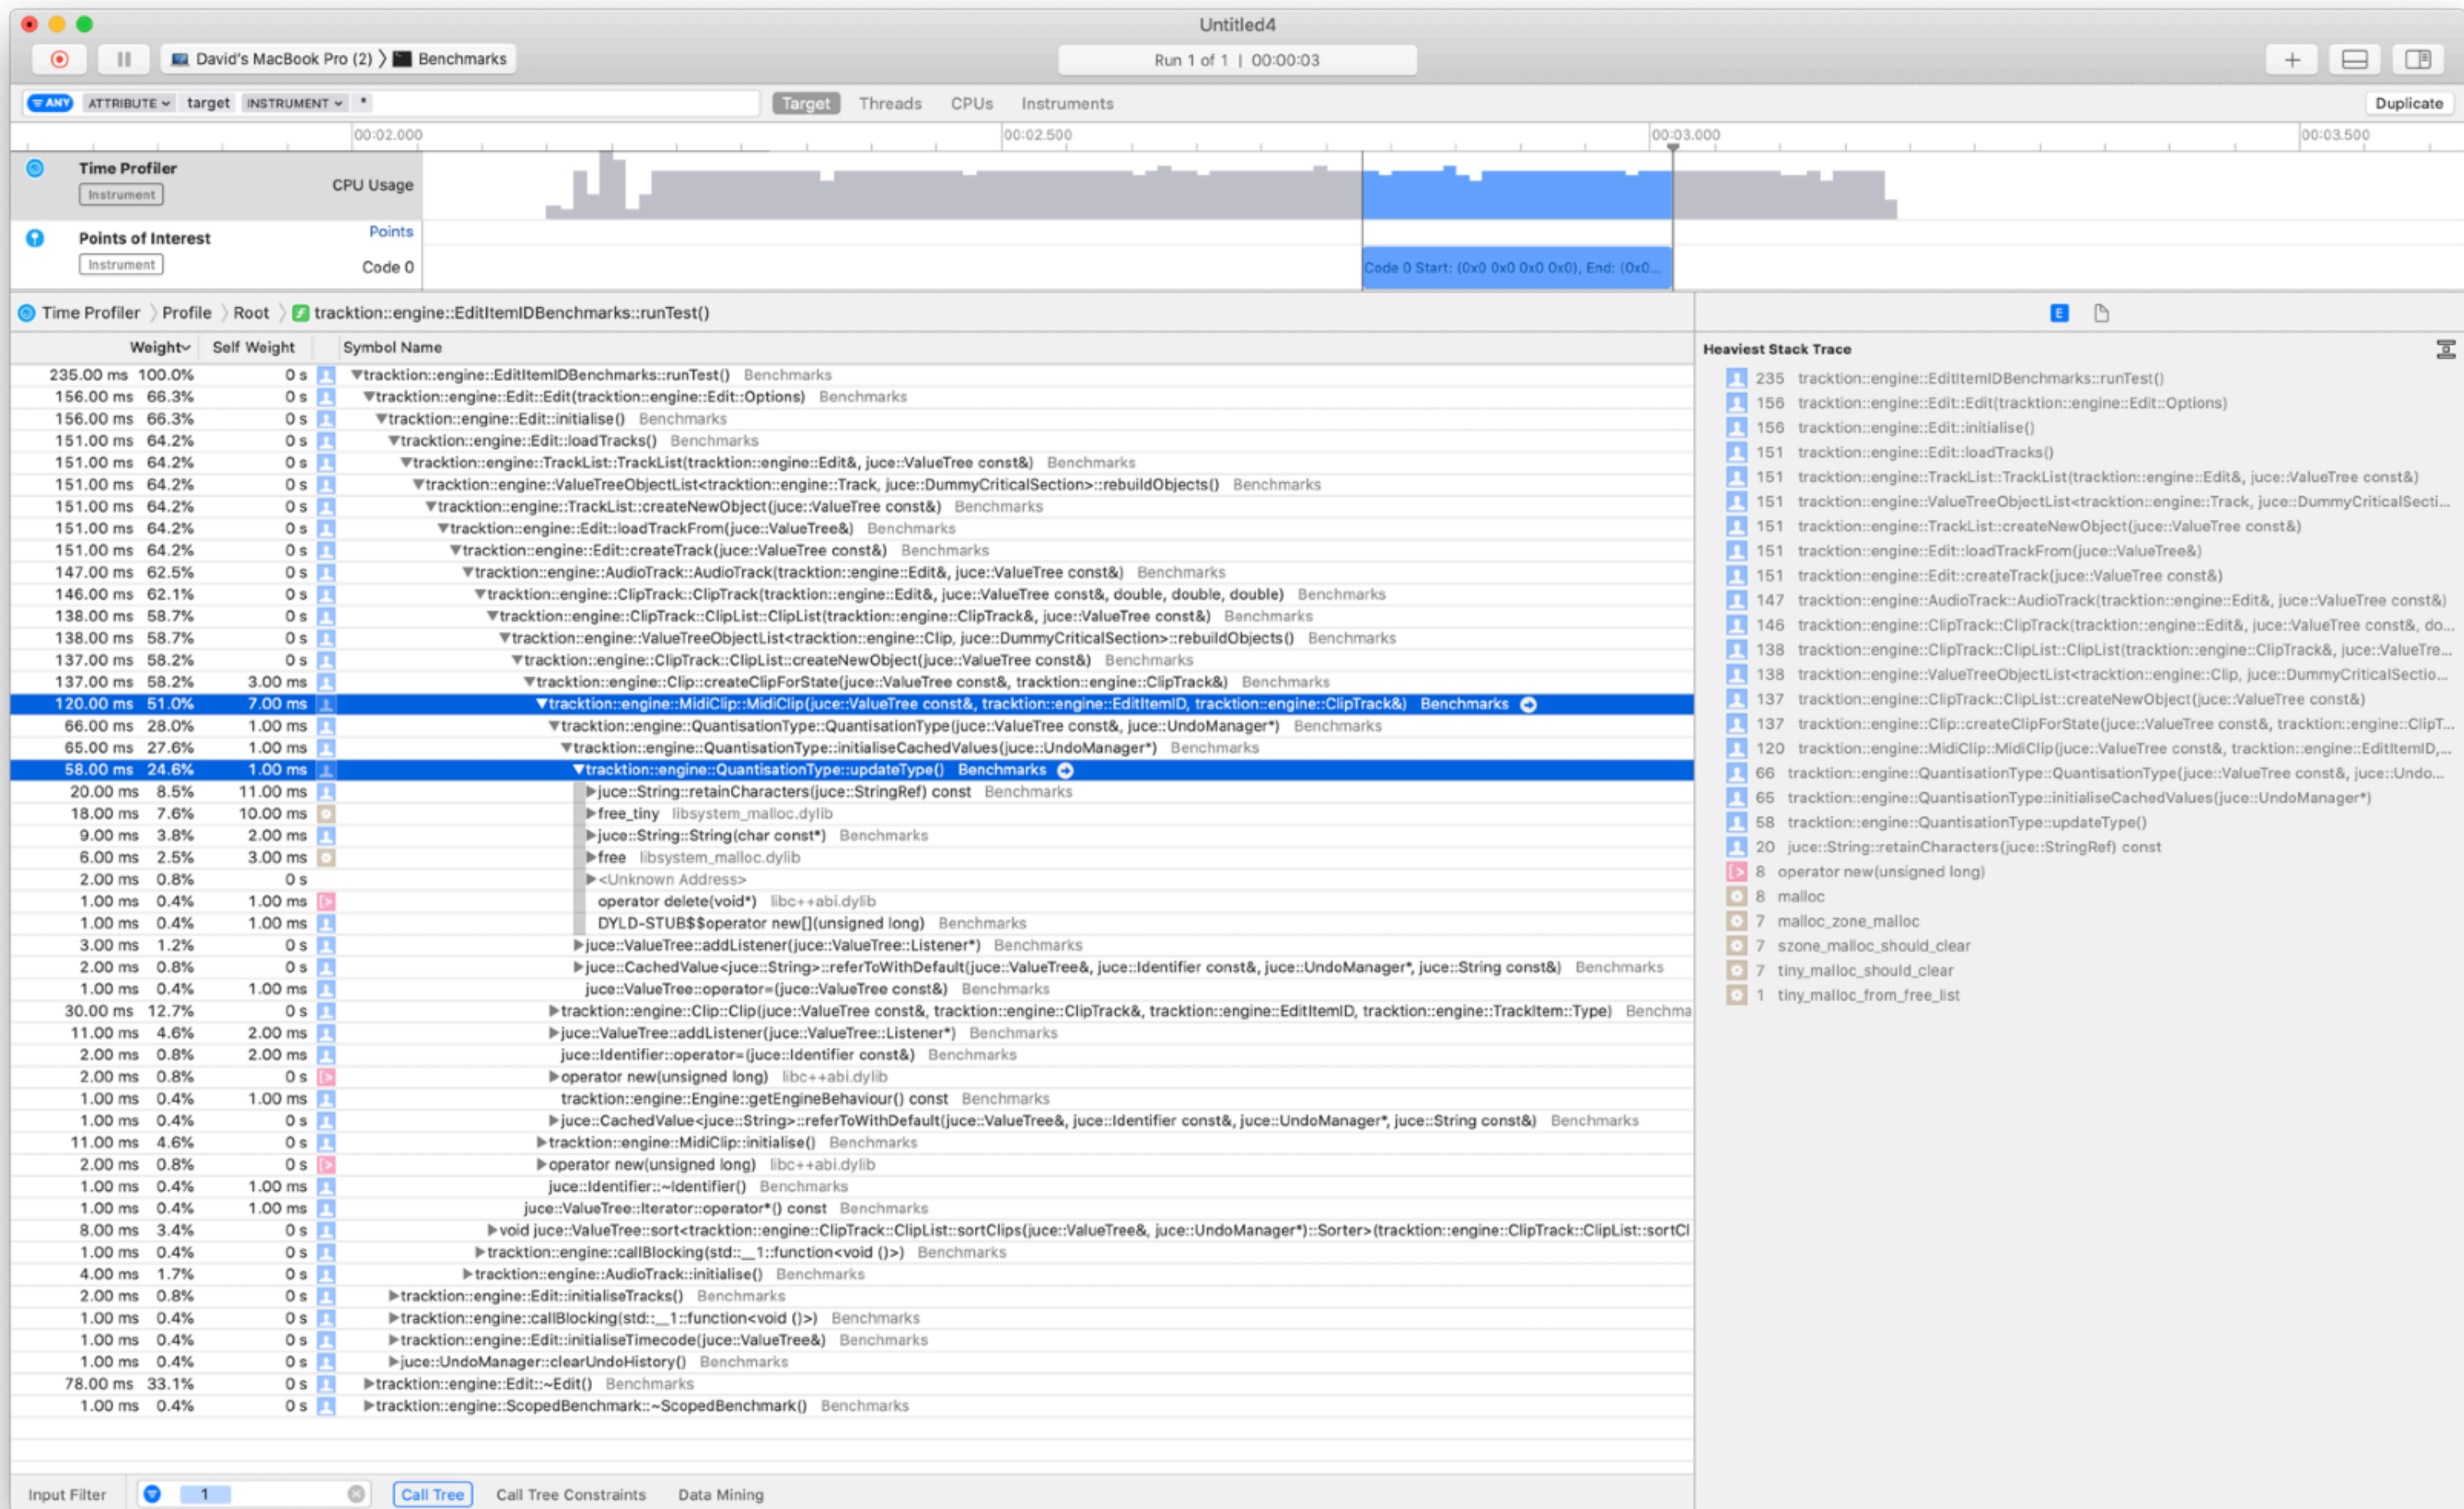 Untitled4
David's MacBook Pro (2) 〉 Benchmarks
Run 1 of 1 | 00:00:03
ANY ATTRIBUTE target INSTRUMENT *
Target Threads CPUs Instruments
Duplicate
00:02.000 00:02.500 00:03.000 00:03.500
Time Profiler
Instrument
CPU Usage
Points of Interest
Instrument
Points
Code 0
Code 0 Start: (0x0 0x0 0x0 0x0), End: (0x0...
Time Profiler 〉 Profile 〉 Root 〉 f tracktion::engine::EditItemIDBenchmarks::runTest()
Weight Self Weight Symbol Name
235.00 ms 100.0% 0 s tracktion::engine::EditItemIDBenchmarks::runTest() Benchmarks
156.00 ms 66.3% 0 s tracktion::engine::Edit::Edit(tracktion::engine::Edit::Options) Benchmarks
156.00 ms 66.3% 0 s tracktion::engine::Edit::initialise() Benchmarks
151.00 ms 64.2% 0 s tracktion::engine::Edit::loadTracks() Benchmarks
151.00 ms 64.2% 0 s tracktion::engine::TrackList::TrackList(tracktion::engine::Edit&, juce::ValueTree const&) Benchmarks
151.00 ms 64.2% 0 s tracktion::engine::ValueTreeObjectList<tracktion::engine::Track, juce::DummyCriticalSection>::rebuildObjects() Benchmarks
151.00 ms 64.2% 0 s tracktion::engine::TrackList::createNewObject(juce::ValueTree const&) Benchmarks
151.00 ms 64.2% 0 s tracktion::engine::Edit::loadTrackFrom(juce::ValueTree&) Benchmarks
151.00 ms 64.2% 0 s tracktion::engine::Edit::createTrack(juce::ValueTree const&) Benchmarks
147.00 ms 62.5% 0 s tracktion::engine::AudioTrack::AudioTrack(tracktion::engine::Edit&, juce::ValueTree const&) Benchmarks
146.00 ms 62.1% 0 s tracktion::engine::ClipTrack::ClipTrack(tracktion::engine::Edit&, juce::ValueTree const&, double, double, double) Benchmarks
138.00 ms 58.7% 0 s tracktion::engine::ClipTrack::ClipList::ClipList(tracktion::engine::ClipTrack&, juce::ValueTree const&) Benchmarks
138.00 ms 58.7% 0 s tracktion::engine::ValueTreeObjectList<tracktion::engine::Clip, juce::DummyCriticalSection>::rebuildObjects() Benchmarks
137.00 ms 58.2% 0 s tracktion::engine::ClipTrack::ClipList::createNewObject(juce::ValueTree const&) Benchmarks
137.00 ms 58.2% 3.00 ms tracktion::engine::Clip::createClipForState(juce::ValueTree const&, tracktion::engine::ClipTrack&) Benchmarks
120.00 ms 51.0% 7.00 ms tracktion::engine::MidiClip::MidiClip(juce::ValueTree const&, tracktion::engine::EditItemID, tracktion::engine::ClipTrack&) Benchmarks
66.00 ms 28.0% 1.00 ms tracktion::engine::QuantisationType::QuantisationType(juce::ValueTree const&, juce::UndoManager*) Benchmarks
65.00 ms 27.6% 1.00 ms tracktion::engine::QuantisationType::initialiseCachedValues(juce::UndoManager*) Benchmarks
58.00 ms 24.6% 1.00 ms tracktion::engine::QuantisationType::updateType() Benchmarks
20.00 ms 8.5% 11.00 ms juce::String::retainCharacters(juce::StringRef) const Benchmarks
18.00 ms 7.6% 10.00 ms free_tiny libsystem_malloc.dylib
9.00 ms 3.8% 2.00 ms juce::String::String(char const*) Benchmarks
6.00 ms 2.5% 3.00 ms free libsystem_malloc.dylib
2.00 ms 0.8% 0 s <Unknown Address>
1.00 ms 0.4% 1.00 ms operator delete(void*) libc++abi.dylib
1.00 ms 0.4% 1.00 ms DYLD-STUB$$operator new[](unsigned long) Benchmarks
3.00 ms 1.2% 0 s juce::ValueTree::addListener(juce::ValueTree::Listener*) Benchmarks
2.00 ms 0.8% 0 s juce::CachedValue<juce::String>::referToWithDefault(juce::ValueTree&, juce::Identifier const&, juce::UndoManager*, juce::String const&) Benchmarks
1.00 ms 0.4% 1.00 ms juce::ValueTree::operator=(juce::ValueTree const&) Benchmarks
30.00 ms 12.7% 0 s tracktion::engine::Clip::Clip(juce::ValueTree const&, tracktion::engine::ClipTrack&, tracktion::engine::EditItemID, tracktion::engine::TrackItem::Type) Benchma
11.00 ms 4.6% 2.00 ms juce::ValueTree::addListener(juce::ValueTree::Listener*) Benchmarks
2.00 ms 0.8% 2.00 ms juce::Identifier::operator=(juce::Identifier const&) Benchmarks
2.00 ms 0.8% 0 s operator new(unsigned long) libc++abi.dylib
1.00 ms 0.4% 1.00 ms tracktion::engine::Engine::getEngineBehaviour() const Benchmarks
1.00 ms 0.4% 0 s juce::CachedValue<juce::String>::referToWithDefault(juce::ValueTree&, juce::Identifier const&, juce::UndoManager*, juce::String const&) Benchmarks
11.00 ms 4.6% 0 s tracktion::engine::MidiClip::initialise() Benchmarks
2.00 ms 0.8% 0 s operator new(unsigned long) libc++abi.dylib
1.00 ms 0.4% 1.00 ms juce::Identifier::~Identifier() Benchmarks
1.00 ms 0.4% 1.00 ms juce::ValueTree::Iterator::operator*() const Benchmarks
8.00 ms 3.4% 0 s void juce::ValueTree::sort<tracktion::engine::ClipTrack::ClipList::sortClips(juce::ValueTree&, juce::UndoManager*)::Sorter>(tracktion::engine::ClipTrack::ClipList::sortCl
1.00 ms 0.4% 0 s tracktion::engine::callBlocking(std::__1::function<void ()>) Benchmarks
4.00 ms 1.7% 0 s tracktion::engine::AudioTrack::initialise() Benchmarks
2.00 ms 0.8% 0 s tracktion::engine::Edit::initialiseTracks() Benchmarks
1.00 ms 0.4% 0 s tracktion::engine::callBlocking(std::__1::function<void ()>) Benchmarks
1.00 ms 0.4% 0 s tracktion::engine::Edit::initialiseTimecode(juce::ValueTree&) Benchmarks
1.00 ms 0.4% 0 s juce::UndoManager::clearUndoHistory() Benchmarks
78.00 ms 33.1% 0 s tracktion::engine::Edit::~Edit() Benchmarks
1.00 ms 0.4% 0 s tracktion::engine::ScopedBenchmark::~ScopedBenchmark() Benchmarks
E
Heaviest Stack Trace
235 tracktion::engine::EditItemIDBenchmarks::runTest()
156 tracktion::engine::Edit::Edit(tracktion::engine::Edit::Options)
156 tracktion::engine::Edit::initialise()
151 tracktion::engine::Edit::loadTracks()
151 tracktion::engine::TrackList::TrackList(tracktion::engine::Edit&, juce::ValueTree const&)
151 tracktion::engine::ValueTreeObjectList<tracktion::engine::Track, juce::DummyCriticalSecti...
151 tracktion::engine::TrackList::createNewObject(juce::ValueTree const&)
151 tracktion::engine::Edit::loadTrackFrom(juce::ValueTree&)
151 tracktion::engine::Edit::createTrack(juce::ValueTree const&)
147 tracktion::engine::AudioTrack::AudioTrack(tracktion::engine::Edit&, juce::ValueTree const&)
146 tracktion::engine::ClipTrack::ClipTrack(tracktion::engine::Edit&, juce::ValueTree const&, do...
138 tracktion::engine::ClipTrack::ClipList::ClipList(tracktion::engine::ClipTrack&, juce::ValueTre...
138 tracktion::engine::ValueTreeObjectList<tracktion::engine::Clip, juce::DummyCriticalSectio...
137 tracktion::engine::ClipTrack::ClipList::createNewObject(juce::ValueTree const&)
137 tracktion::engine::Clip::createClipForState(juce::ValueTree const&, tracktion::engine::ClipT...
120 tracktion::engine::MidiClip::MidiClip(juce::ValueTree const&, tracktion::engine::EditItemID,...
66 tracktion::engine::QuantisationType::QuantisationType(juce::ValueTree const&, juce::Undo...
65 tracktion::engine::QuantisationType::initialiseCachedValues(juce::UndoManager*)
58 tracktion::engine::QuantisationType::updateType()
20 juce::String::retainCharacters(juce::StringRef) const
8 operator new(unsigned long)
8 malloc
7 malloc_zone_malloc
7 szone_malloc_should_clear
7 tiny_malloc_should_clear
1 tiny_malloc_from_free_list
Input Filter 1 Call Tree Call Tree Constraints Data Mining